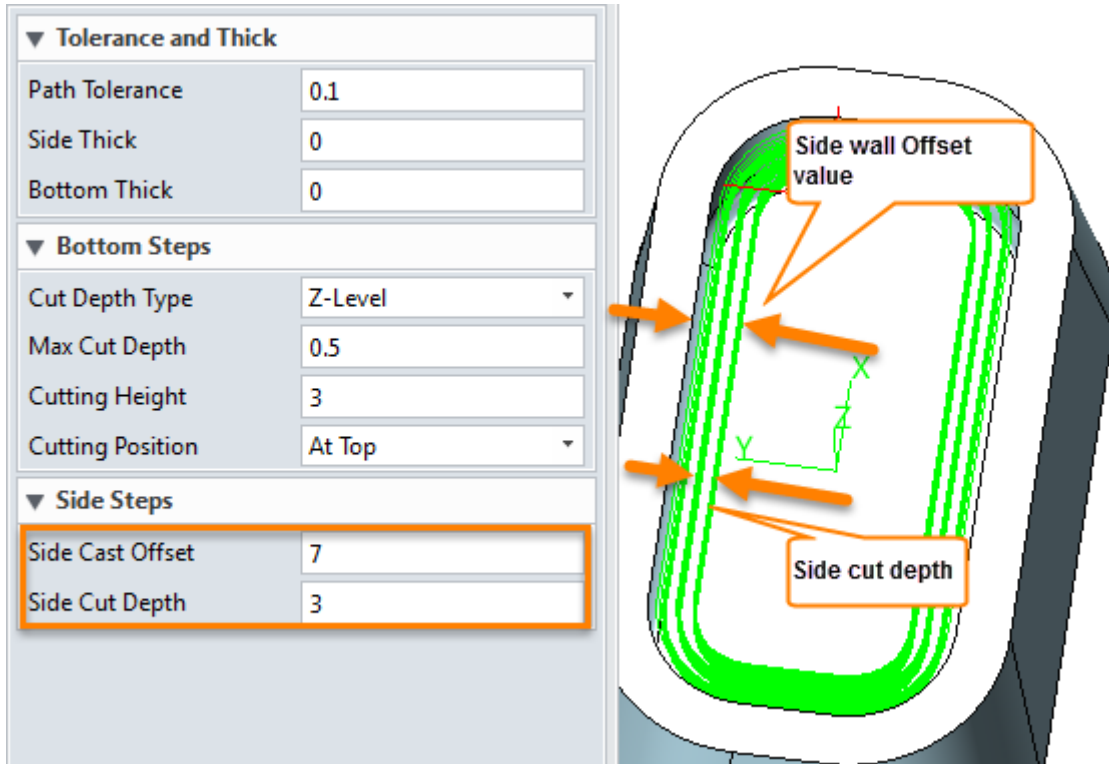 Tolerance and Thick
Path Tolerance 0.1
Side Thick 0
Bottom Thick 0
Bottom Steps
Cut Depth Type Z-Level
Max Cut Depth 0.5
Cutting Height 3
Cutting Position At Top
Side Steps
Side Cast Offset 7
Side Cut Depth 3
Side wall Offset
value
X
Z
Y
Side cut depth